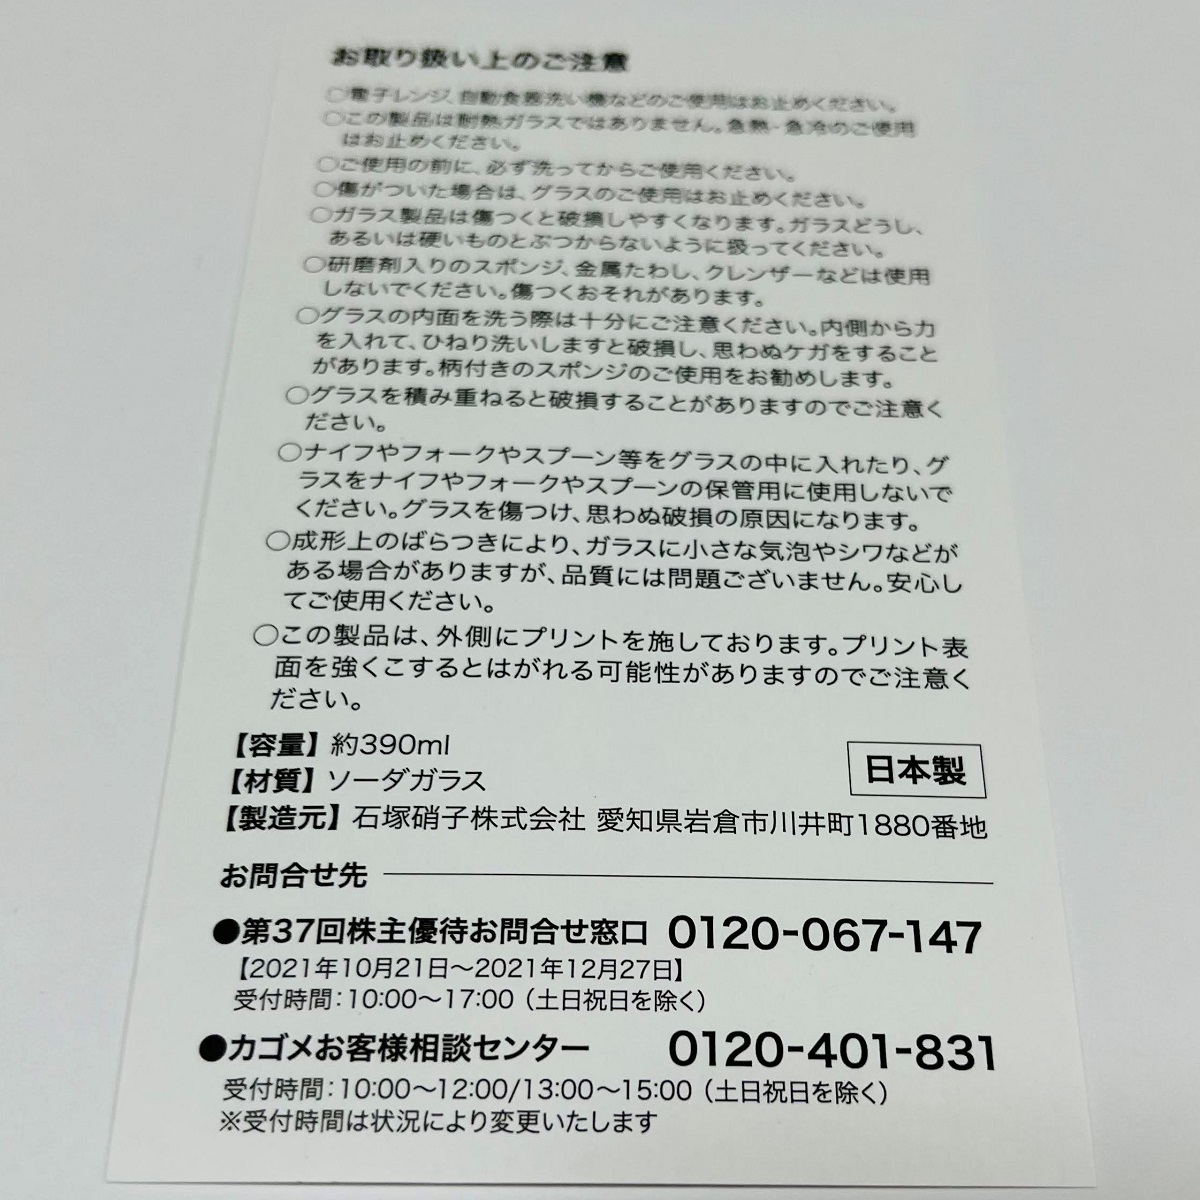 お取り扱い上のご注意
○電子レンジ、自動食器洗い機などのご使用はお止めください。
○この製品は耐熱ガラスではありません。急熱・急冷のご使用
はお止めください。
○ご使用の前に、必ず洗ってからご使用ください。
○傷がついた場合は、グラスのご使用はお止めください。
○ガラス製品は傷つくと破損しやすくなります。ガラスどうし、
あるいは硬いものとぶつからないように扱ってください。
○研磨剤入りのスポンジ、金属たわし、クレンザーなどは使用
しないでください。傷つくおそれがあります。
○グラスの内面を洗う際は十分にご注意ください。内側から力
を入れて、ひねり洗いしますと破損し、思わぬケガをすること
があります。柄付きのスポンジのご使用をお勧めします。
○グラスを積み重ねると破損することがありますのでご注意く
ださい。
○ナイフやフォークやスプーン等をグラスの中に入れたり、グ
ラスをナイフやフォークやスプーンの保管用に使用しないで
ください。グラスを傷つけ、思わぬ破損の原因になります。
○成形上のばらつきにより、ガラスに小さな気泡やシワなどが
ある場合がありますが、品質には問題ございません。安心し
てご使用ください。
○この製品は、外側にプリントを施しております。プリント表
面を強くこするとはがれる可能性がありますのでご注意く
ださい。
【容量】約390ml
【材質】ソーダガラス
日本製
【製造元】石塚硝子株式会社 愛知県岩倉市川井町1880番地
お問合せ先
●第37回株主優待お問合せ窓口 0120-067-147
【2021年10月21日～2021年12月27日】
受付時間：10:00～17:00（土日祝日を除く）
●カゴメお客様相談センター 0120-401-831
受付時間：10:00～12:00/13:00～15:00（土日祝日を除く）
※受付時間は状況により変更いたします